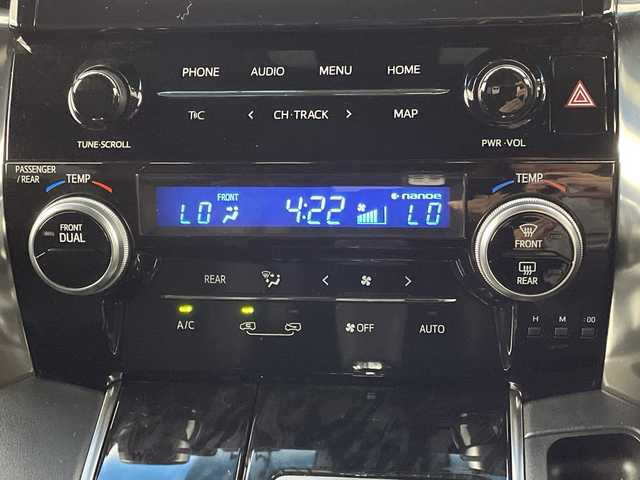 PHONE AUDIO MENU HOME
CH·TRACK MAP
TUNE·SCROLL PWR·VOL
PASSENGER
/REAR
TEMP TEMP
FRONT nanoe
LO 4:22 LO
FRONT
DUAL
FRONT
REAR
REAR
A/C OFF AUTO
H M :00